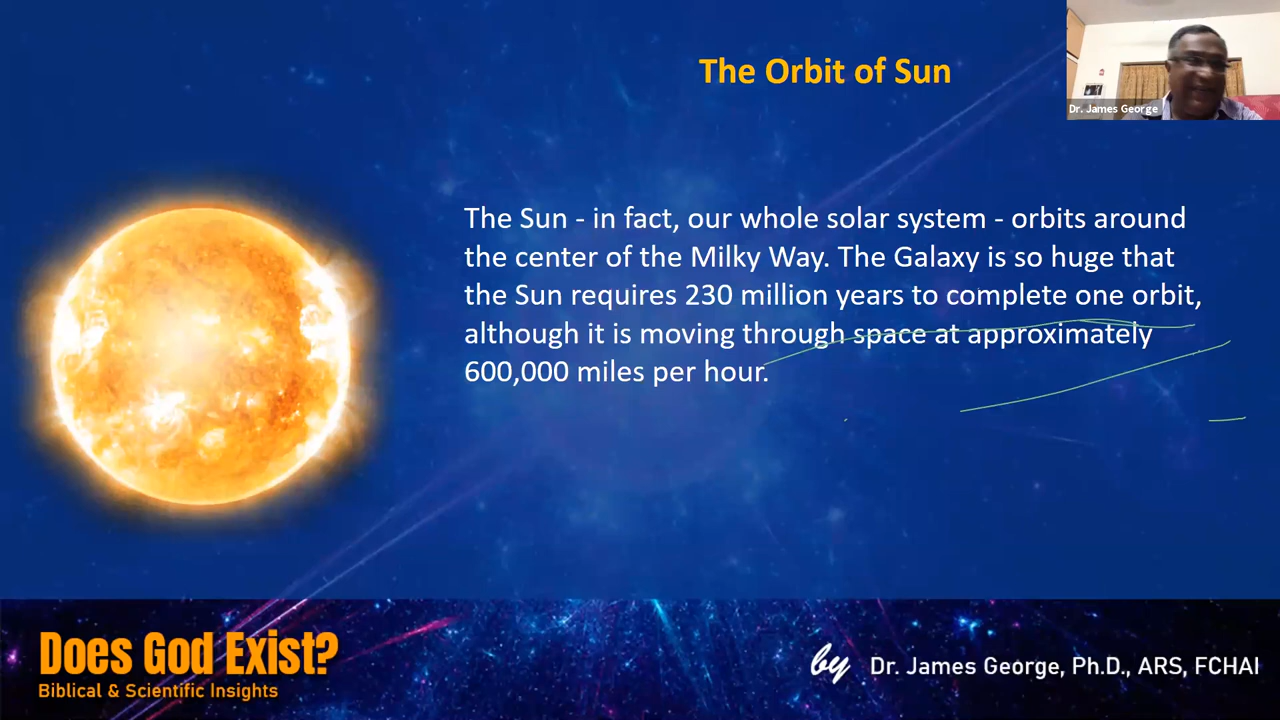 The Orbit of Sun
Dr. James George
The Sun - in fact, our whole solar system - orbits around
the center of the Milky Way. The Galaxy is so huge that
the Sun requires 230 million years to complete one orbit,
although it is moving through space at approximately
600,000 miles per hour.
Does God Exist?
Biblical & Scientific Insights
by Dr. James George, Ph.D., ARS, FCHAI